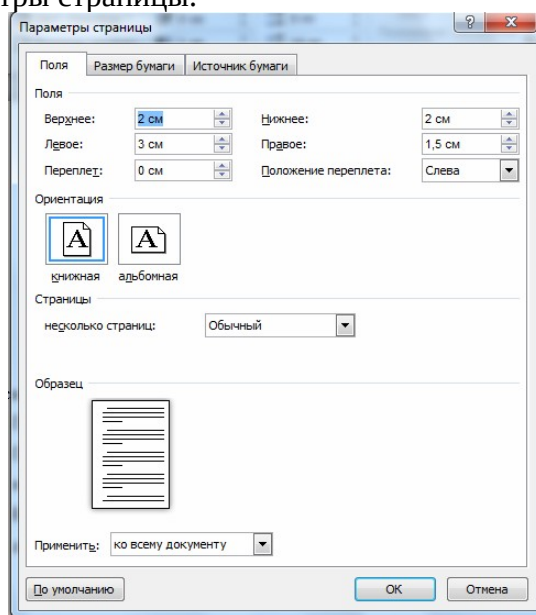 тры страницы.
Параметры страницы
Поля Размер бумаги Источник бумаги
Поля
Верхнее: 2 см Нижнее: 2 см
Левое: 3 см Правое: 1,5 см
Переплет: 0 см Положение переплета: Слева
Ориентация
A A
книжная альбомная
Страницы
несколько страниц: Обычный
Образец
Применить: ко всему документу
По умолчанию ОК Отмена